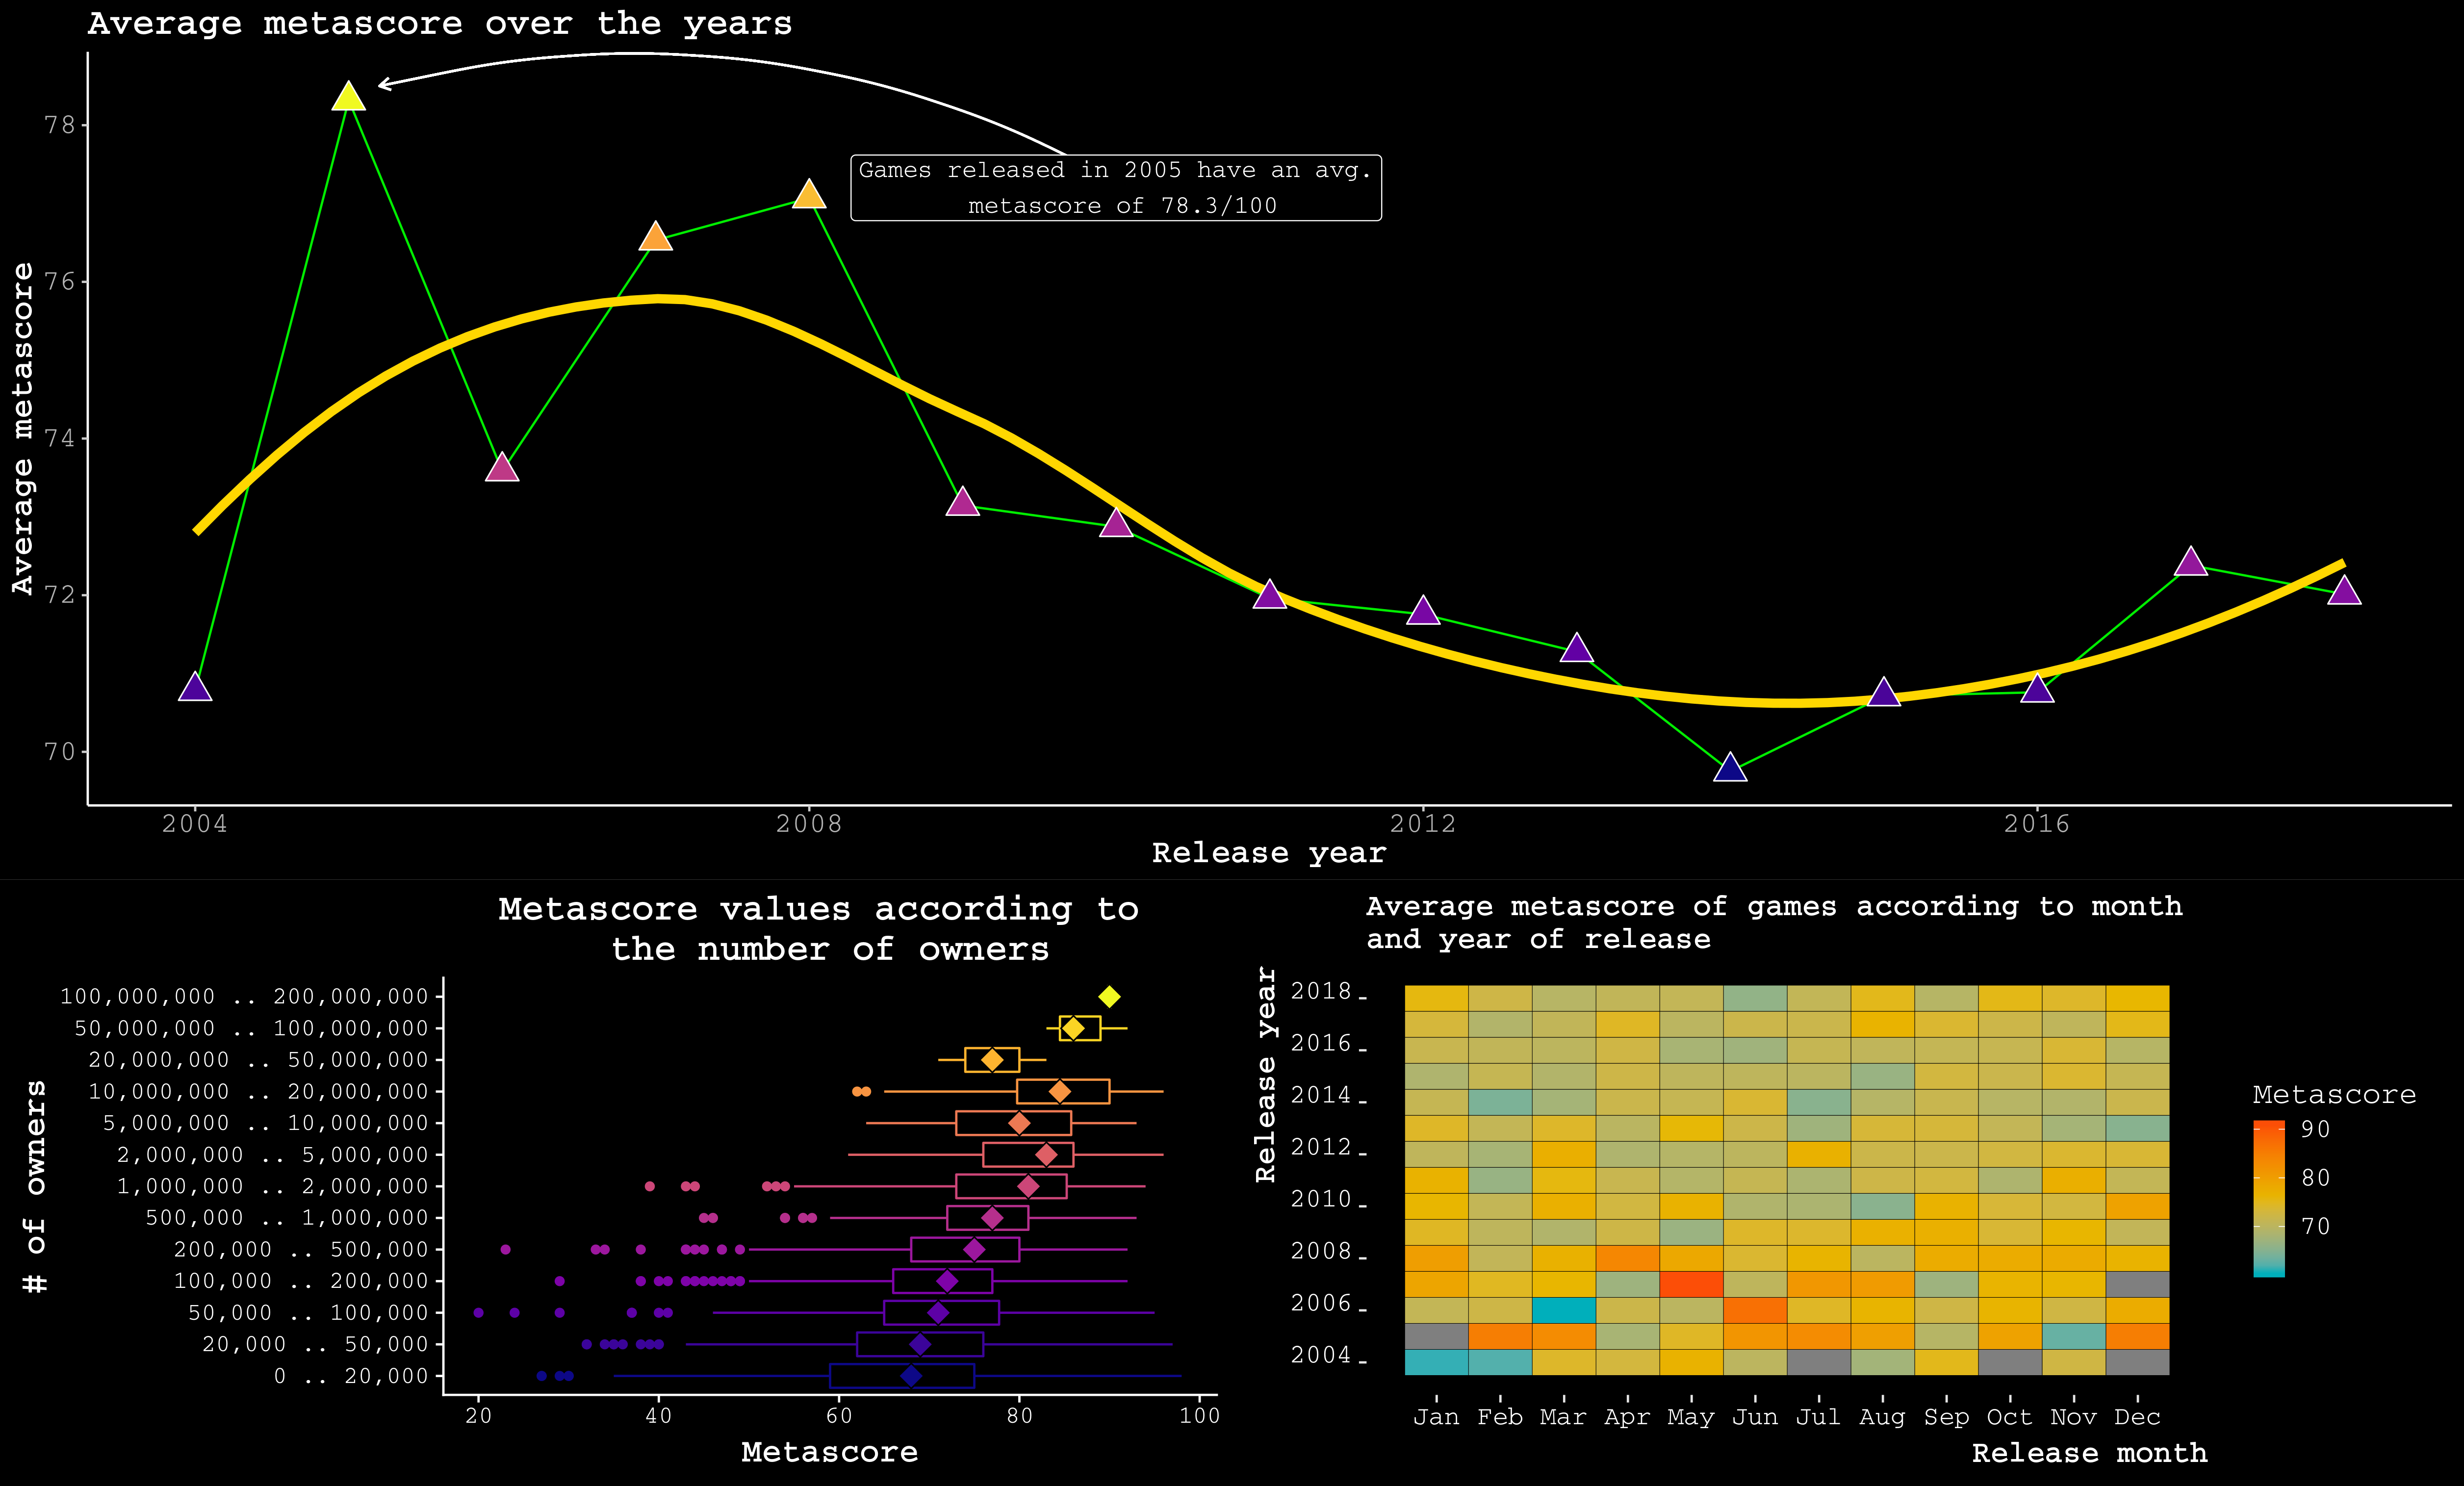 Average metascore over the years
Games released in 2005 have an avg.
metascore of 78.3/100
Average metascore
78
76
74
72
70
2004 2008 2012 2016
Release year
Metascore values according to
the number of owners
# of owners
100,000,000 .. 200,000,000
50,000,000 .. 100,000,000
20,000,000 .. 50,000,000
10,000,000 .. 20,000,000
5,000,000 .. 10,000,000
2,000,000 .. 5,000,000
1,000,000 .. 2,000,000
500,000 .. 1,000,000
200,000 .. 500,000
100,000 .. 200,000
50,000 .. 100,000
20,000 .. 50,000
0 .. 20,000
20 40 60 80 100
Metascore
Average metascore of games according to month
and year of release
Release year
2018
2016
2014
2012
2010
2008
2006
2004
Jan Feb Mar Apr May Jun Jul Aug Sep Oct Nov Dec
Release month
Metascore
90
80
70